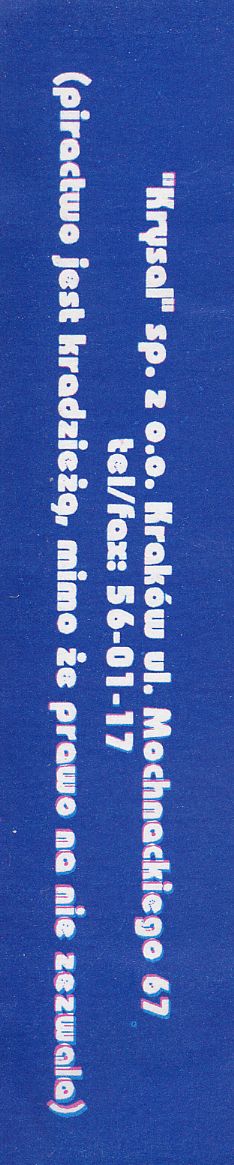 "Krysal" sp. z o.o. Kraków ul. Mochnackiego 67
tel/fax: 56-01-17
(piractwo jest kradzieżą, mimo że prawo na nie zezwala)